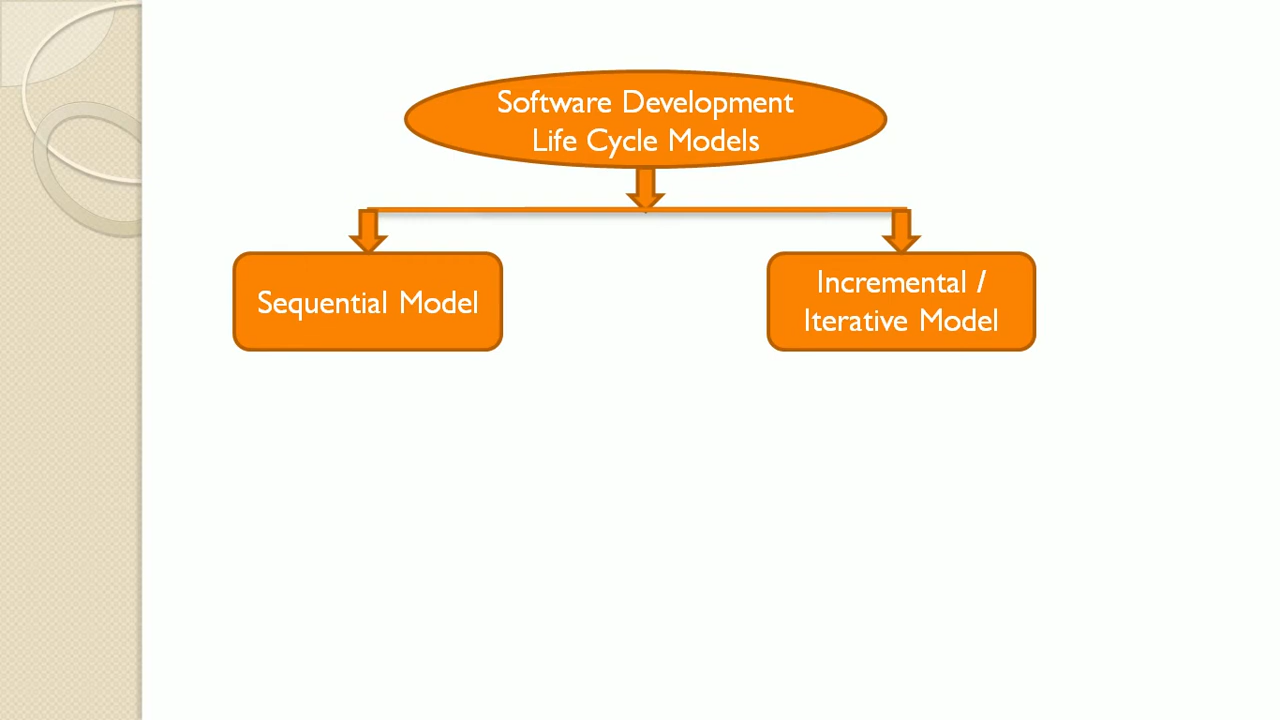 Software Development
Life Cycle Models
Sequential Model
Incremental /
Iterative Model